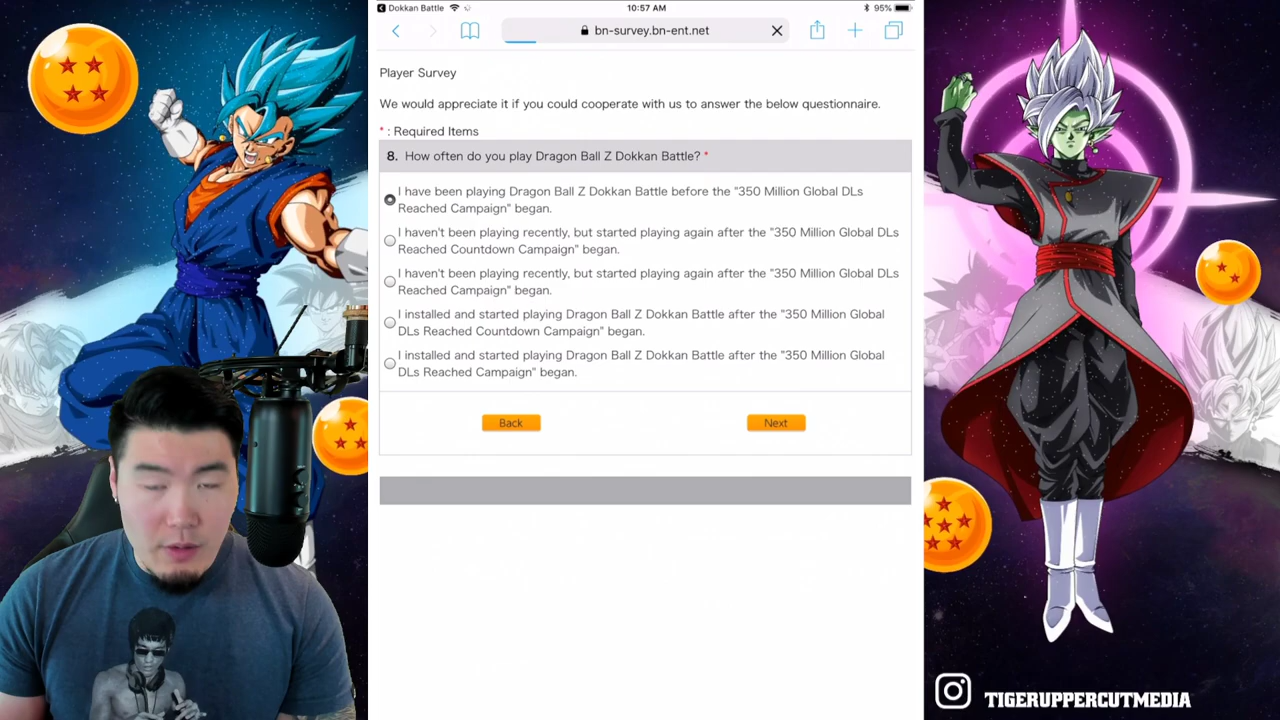 Dokkan Battle
10:57 AM
95%
bn-survey.bn-ent.net
Player Survey
We would appreciate it if you could cooperate with us to answer the below questionnaire.
* : Required Items
8. How often do you play Dragon Ball Z Dokkan Battle? *
I have been playing Dragon Ball Z Dokkan Battle before the "350 Million Global DLs
Reached Campaign" began.
I haven't been playing recently, but started playing again after the "350 Million Global DLs
Reached Countdown Campaign" began.
I haven't been playing recently, but started playing again after the "350 Million Global DLs
Reached Campaign" began.
I installed and started playing Dragon Ball Z Dokkan Battle after the "350 Million Global
DLs Reached Countdown Campaign" began.
I installed and started playing Dragon Ball Z Dokkan Battle after the "350 Million Global
DLs Reached Campaign" began.
Back
Next
TIGERUPPERCUTMEDIA